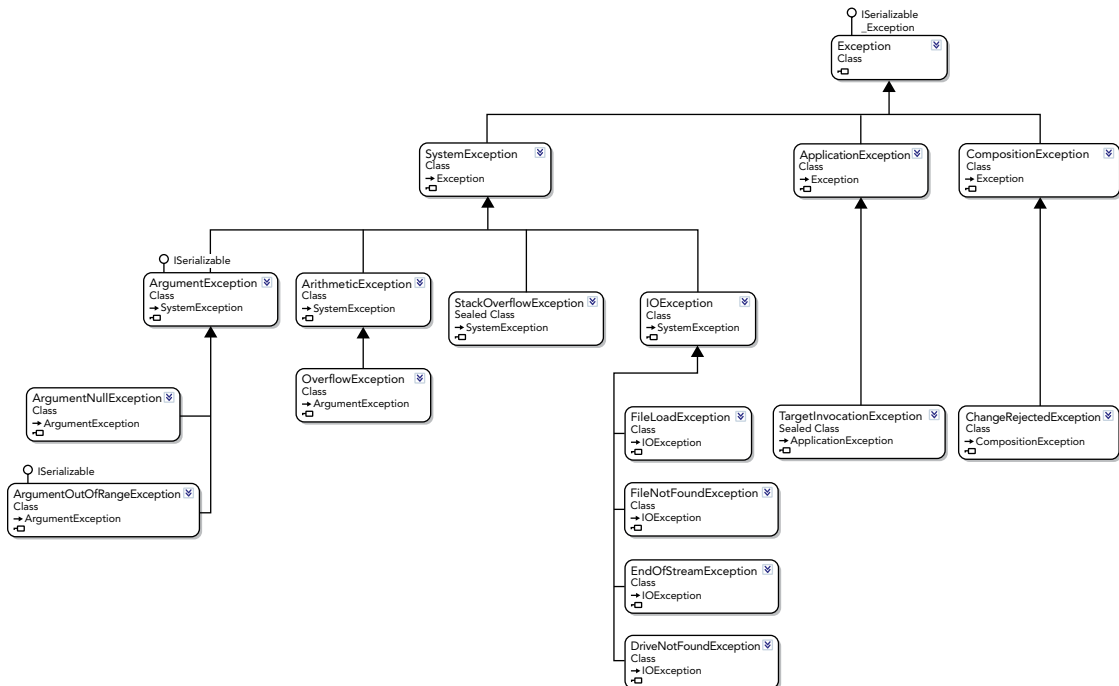 ISerializable
_Exception
Exception
Class
SystemException
Class
Exception
ApplicationException
Class
Exception
CompositionException
Class
Exception
ISerializable
ArgumentException
Class
SystemException
ArithmeticException
Class
SystemException
StackOverflowException
Sealed Class
SystemException
IOException
Class
SystemException
ArgumentNullException
Class
ArgumentException
OverflowException
Class
ArgumentException
FileLoadException
Class
IOException
TargetInvocationException
Sealed Class
ApplicationException
ChangeRejectedException
Class
CompositionException
ISerializable
ArgumentOutOfRangeException
Class
ArgumentException
FileNotFoundException
Class
IOException
EndOfStreamException
Class
IOException
DriveNotFoundException
Class
IOException